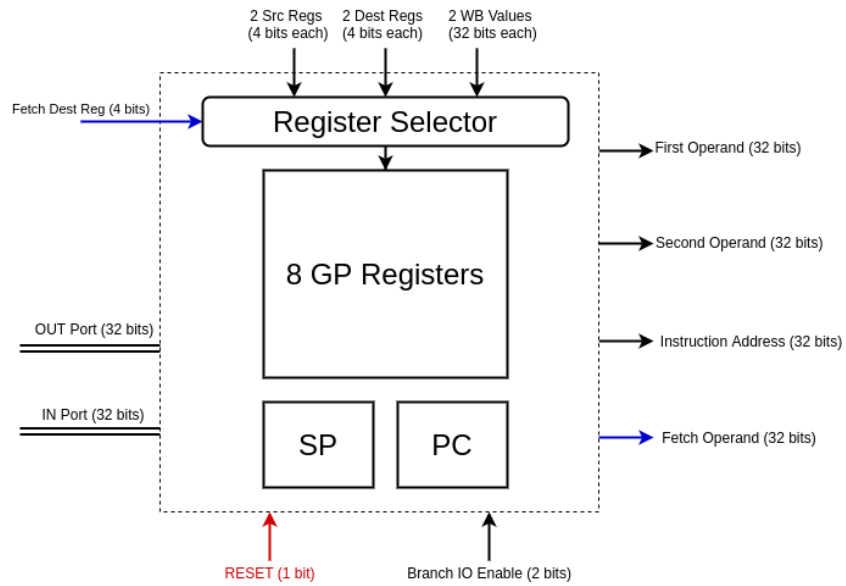 2 Src Regs
(4 bits each)
2 Dest Regs
(4 bits each)
2 WB Values
(32 bits each)
Fetch Dest Reg (4 bits)
Register Selector
First Operand (32 bits)
8 GP Registers
Second Operand (32 bits)
OUT Port (32 bits)
Instruction Address (32 bits)
IN Port (32 bits)
SP
PC
Fetch Operand (32 bits)
RESET (1 bit)
Branch IO Enable (2 bits)